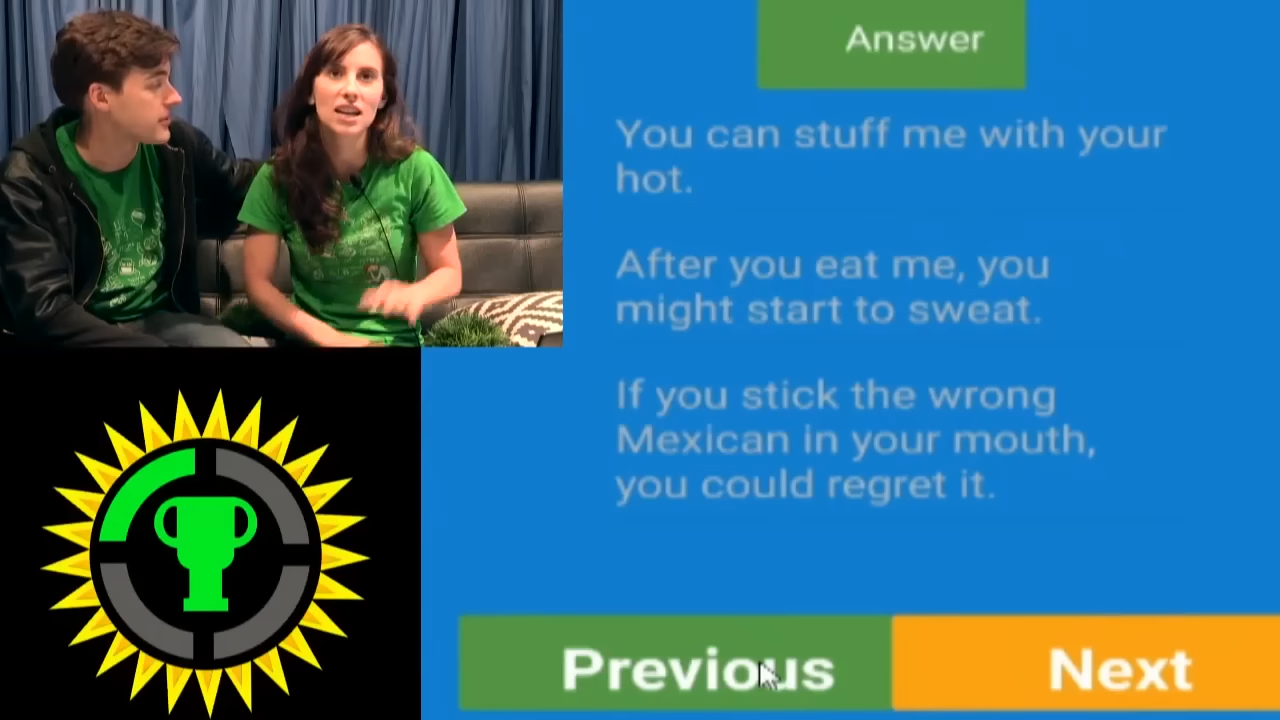 Answer
You can stuff me with your
hot.
After you eat me, you
might start to sweat.
If you stick the wrong
Mexican in your mouth,
you could regret it.
Previous
Next